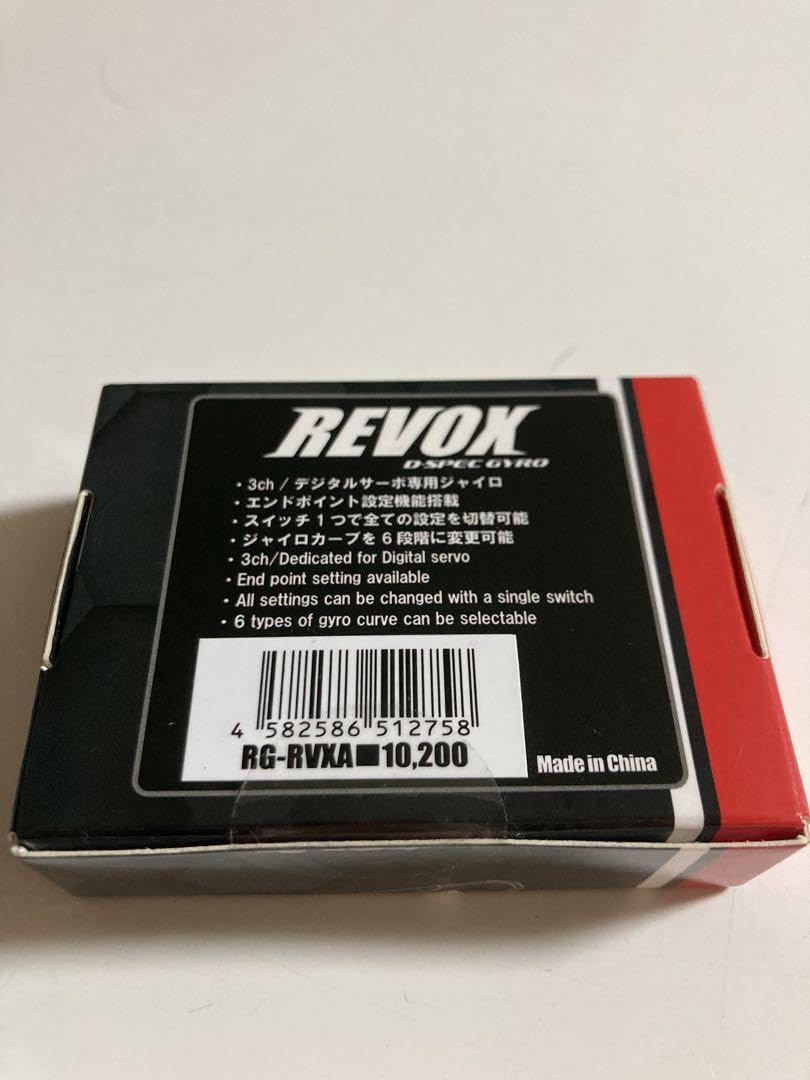 REVOX
D-SPEC GYRO
・3ch / デジタルサーボ専用ジャイロ
・エンドポイント設定機能搭載
・スイッチ1つで全ての設定を切替可能
・ジャイロカーブを6段階に変更可能
・3ch/Dedicated for Digital servo
・End point setting available
・All settings can be changed with a single switch
・6 types of gyro curve can be selectable
4 582586 512758
RG-RVXA■10,200
Made in China